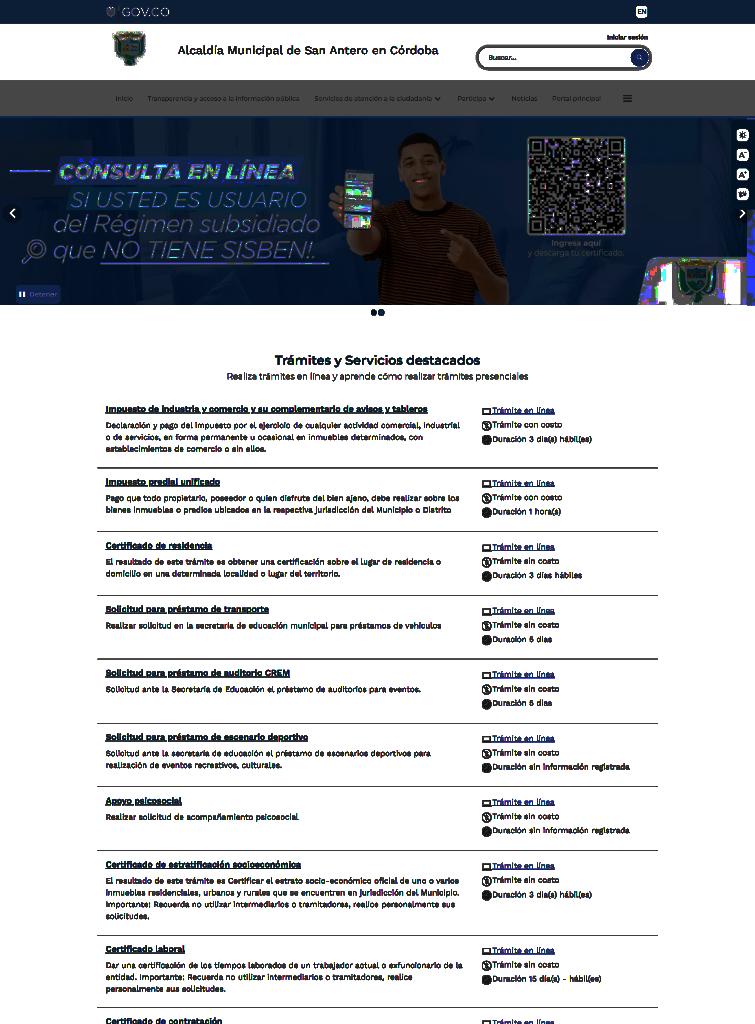 GOV.CO
EN
Iniciar sesión
Alcaldía Municipal de San Antero en Córdoba
Buscar...
Inicio Transparencia y acceso a la información pública Servicios de atención a la ciudadanía Participa Noticias Portal principal
CONSULTA EN LÍNEA
SI USTED ES USUARIO
del Régimen subsidiado
que NO TIENE SISBEN!.
Ingresa aquí
y descarga tu certificado.
A-
A+
Detener
Trámites y Servicios destacados
Realiza trámites en línea y aprende cómo realizar trámites presenciales
Impuesto de industria y comercio y su complementario de avisos y tableros
Declaración y pago del impuesto por el ejercicio de cualquier actividad comercial, industrial
o de servicios, en forma permanente u ocasional en inmuebles determinados, con
establecimientos de comercio o sin ellos.
Trámite en línea
Trámite con costo
Duración 3 día(s) hábil(es)
Impuesto predial unificado
Pago que todo propietario, poseedor o quien disfrute del bien ajeno, debe realizar sobre los
bienes inmuebles o predios ubicados en la respectiva jurisdicción del Municipio o Distrito
Trámite en línea
Trámite con costo
Duración 1 hora(s)
Certificado de residencia
El resultado de este trámite es obtener una certificación sobre el lugar de residencia o
domicilio en una determinada localidad o lugar del territorio.
Trámite en línea
Trámite sin costo
Duración 3 días hábiles
Solicitud para préstamo de transporte
Realizar solicitud en la secretaría de educación municipal para préstamos de vehículos
Trámite en línea
Trámite sin costo
Duración 5 días
Solicitud para préstamo de auditorio CREM
Solicitud ante la Secretaría de Educación el préstamo de auditorios para eventos.
Trámite en línea
Trámite sin costo
Duración 5 días
Solicitud para préstamo de escenario deportivo
Solicitud ante la secretaría de educación el préstamo de escenarios deportivos para
realización de eventos recreativos, culturales.
Trámite en línea
Trámite sin costo
Duración sin información registrada
Apoyo psicosocial
Realizar solicitud de acompañamiento psicosocial
Trámite en línea
Trámite sin costo
Duración sin información registrada
Certificado de estratificación socioeconómica
El resultado de este trámite es Certificar el estrato socio-económico oficial de uno o varios
inmuebles residenciales, urbanos y rurales que se encuentren en jurisdicción del Municipio.
Importante: Recuerda no utilizar intermediarios o tramitadores, realice personalmente sus
solicitudes.
Trámite en línea
Trámite sin costo
Duración 3 día(s) hábil(es)
Certificado laboral
Dar una certificación de los tiempos laborados de un trabajador actual o exfuncionario de la
entidad. Importante: Recuerda no utilizar intermediarios o tramitadores, realice
personalmente sus solicitudes.
Trámite en línea
Trámite sin costo
Duración 15 día(s) - hábil(es)
Certificado de contratación
Trámite en línea